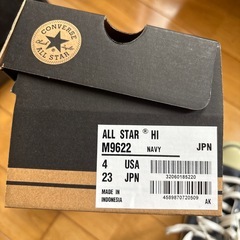 CONVERSE
ALL STAR
ALL STAR® HI
M9622 NAVY JPN
4 USA
23 JPN
32060185220
MADE IN
INDONESIA
4589870720509
AK